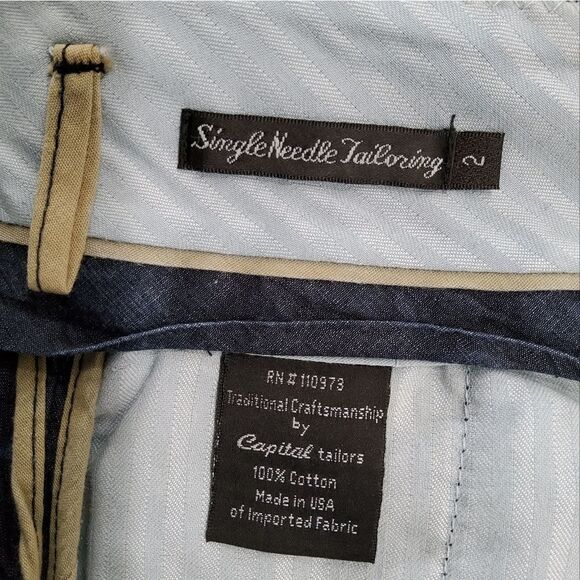 Single Needle Tailoring 2
RN # 110973
Traditional Craftsmanship
by
Capital tailors
100% Cotton
Made in USA
of Imported Fabric